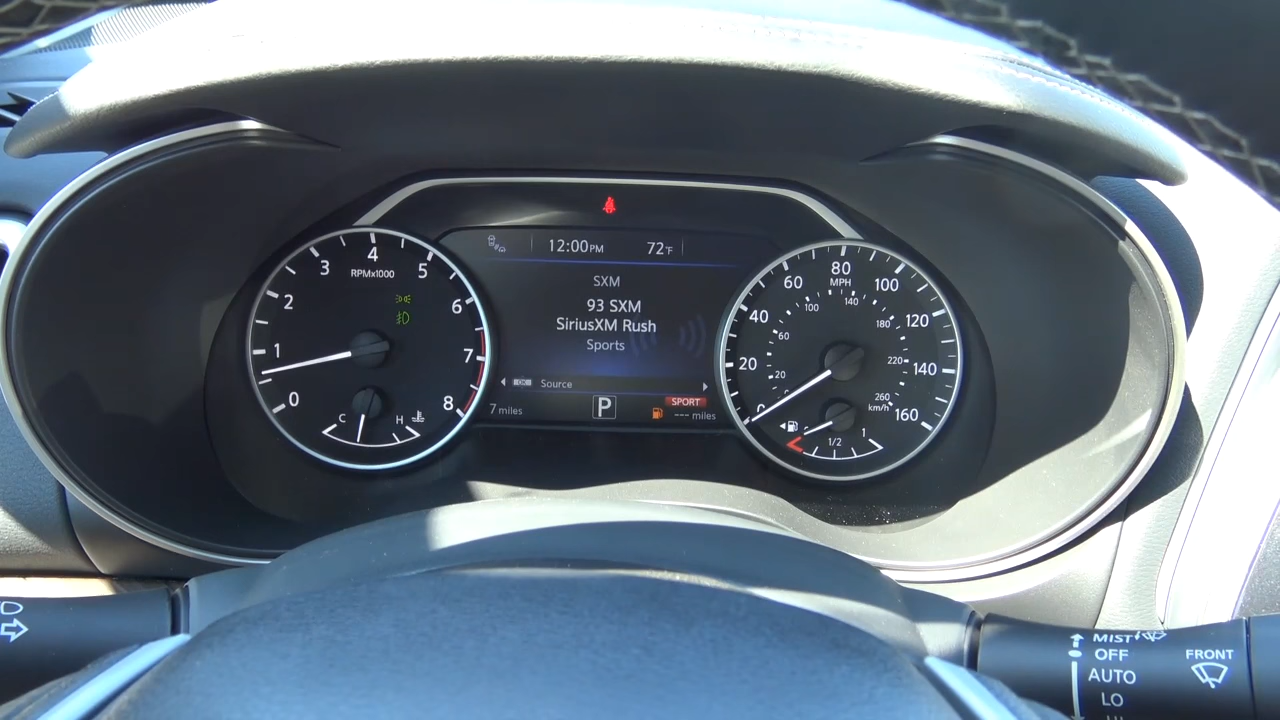 12:00PM 72°F
SXM
93 SXM
SiriusXM Rush
Sports
Source
7 miles P SPORT --- miles
0 1 2 3 4 5 6 7 8
RPMx1000
C H
20 40 60 80 100 120 140 160
MPH
20 60 100 140 180 220 260
km/h
1/2 1
MIST
OFF
AUTO
LO
FRONT